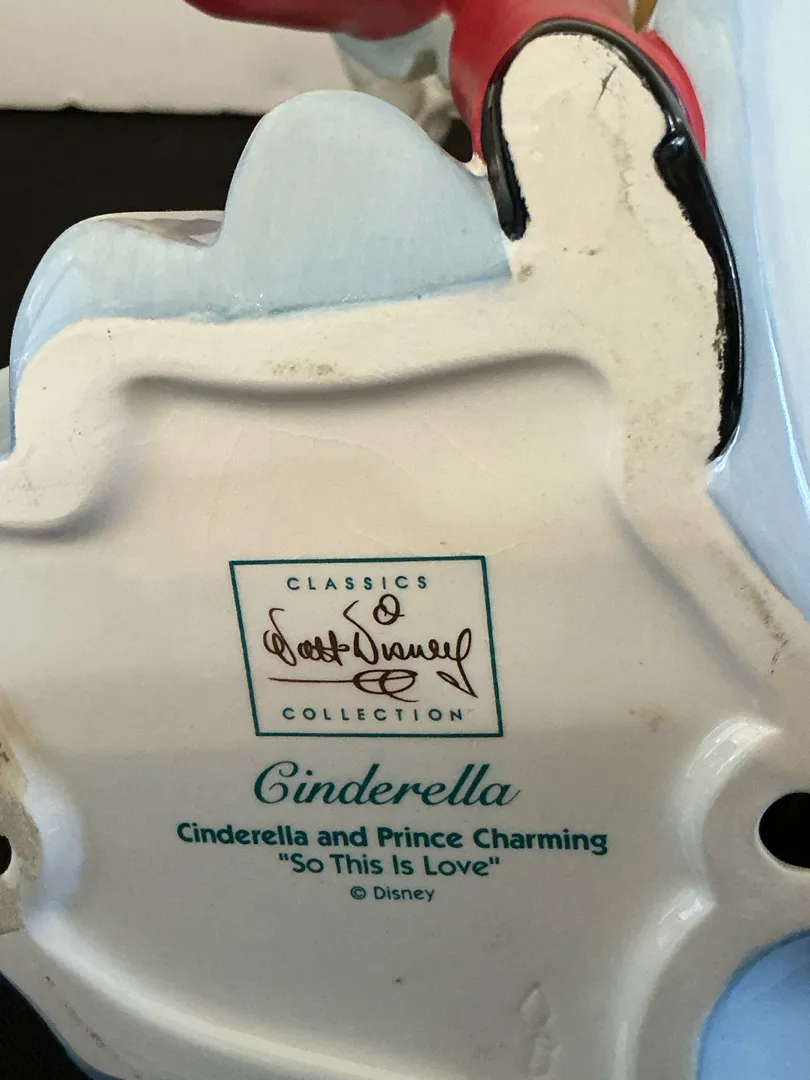 CLASSICS
Walt Disney
COLLECTION
Cinderella
Cinderella and Prince Charming
"So This Is Love"
© Disney